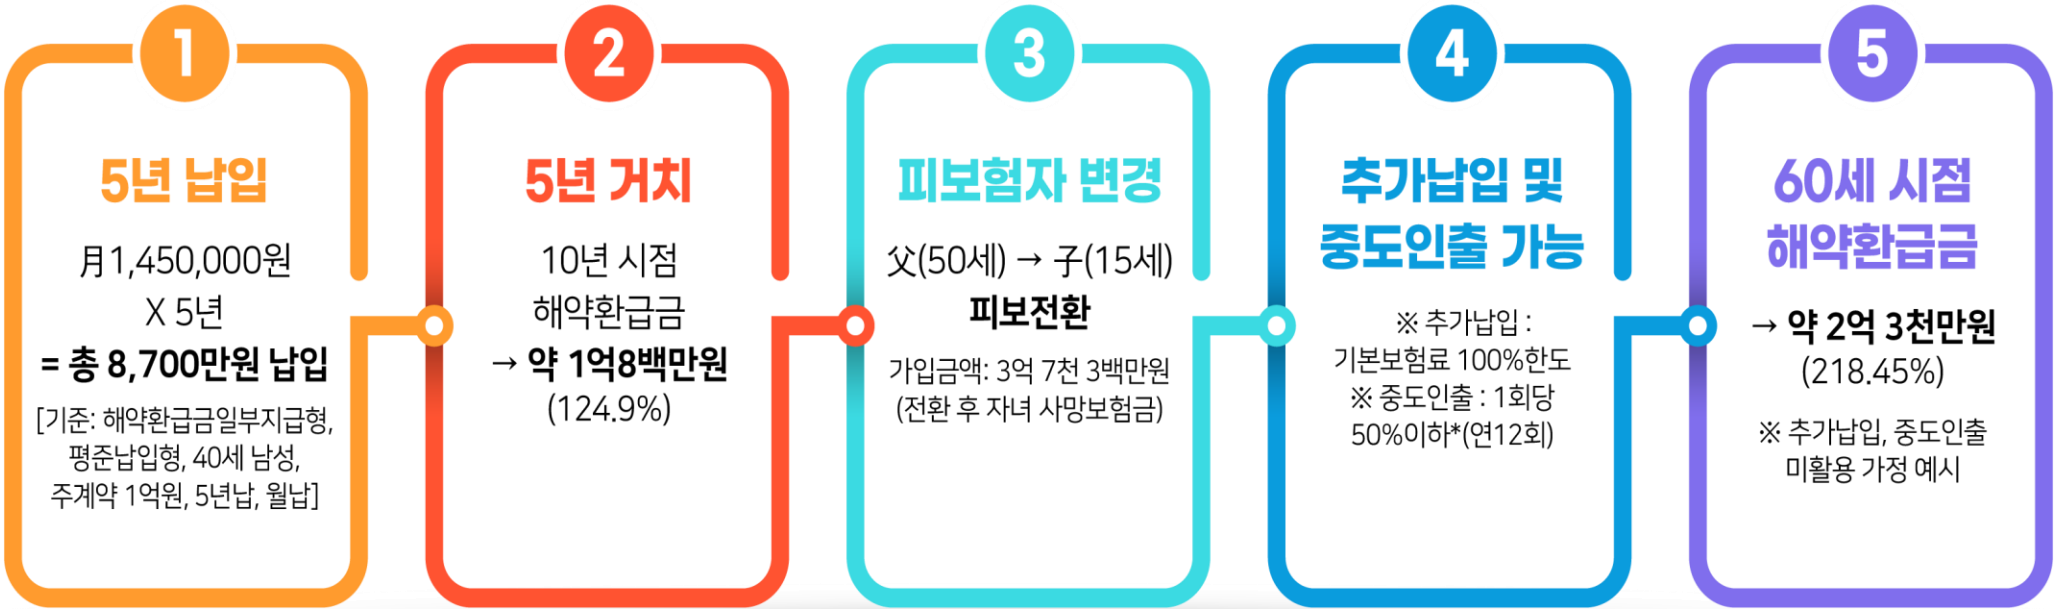 1
5년 납입
月1,450,000원
X 5년
= 총 8,700만원 납입
[기준: 해약환급금일부지급형,
평준납입형, 40세 남성,
주계약 1억원, 5년납, 월납]
2
5년 거치
10년 시점
해약환급금
→ 약 1억8백만원
(124.9%)
3
피보험자 변경
父(50세) → 子(15세)
피보전환
가입금액: 3억 7천 3백만원
(전환 후 자녀 사망보험금)
4
추가납입 및
중도인출 가능
※ 추가납입 :
기본보험료 100%한도
※ 중도인출 : 1회당
50%이하*(연12회)
5
60세 시점
해약환급금
→ 약 2억 3천만원
(218.45%)
※ 추가납입, 중도인출
미활용 가정 예시